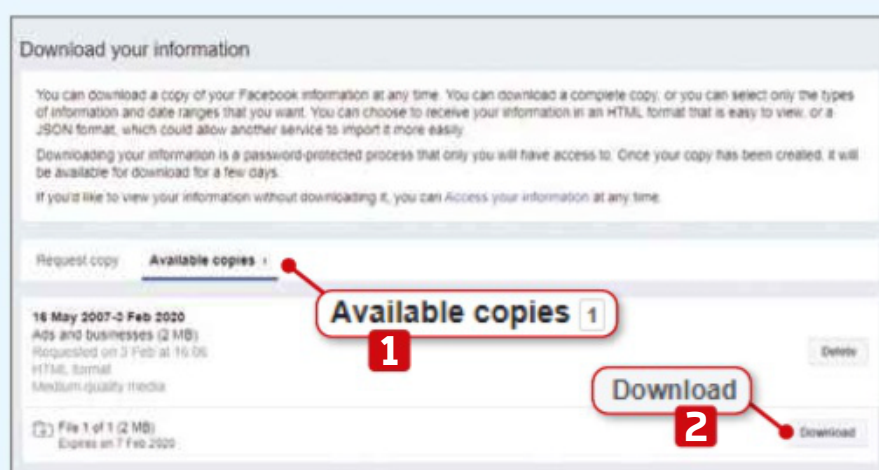 Download your information
You can download a copy of your Facebook information at any time. You can download a complete copy, or you can select only the types
of information and date ranges that you want. You can choose to receive your information in an HTML format that is easy to view, or a
JSON format, which could allow another service to import it more easily.
Downloading your information is a password-protected process that only you will have access to. Once your copy has been created, it will
be available for download for a few days.
If you'd like to view your information without downloading it, you can Access your information at any time.
Request copy Available copies 1
Available copies 1
1
16 May 2007-3 Feb 2020
Ads and businesses (2 MB)
Requested on 3 Feb at 16:06
HTML format
Medium quality media
Delete
Download
2
File 1 of 1 (2 MB)
Expires on 7 Feb 2020
Download